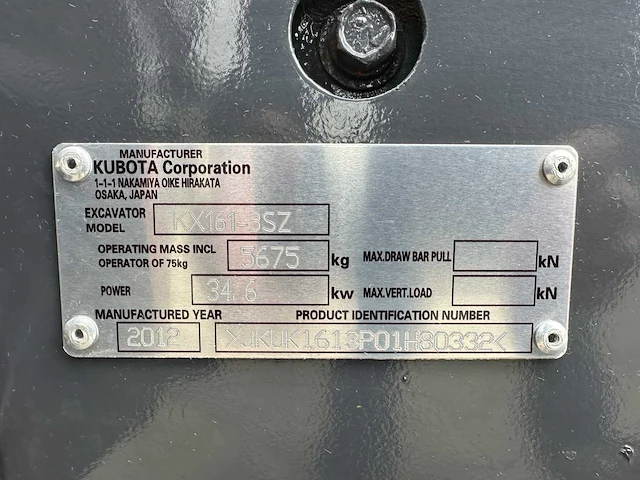 MANUFACTURER
KUBOTA Corporation
1-1-1 NAKAMIYA OIKE HIRAKATA
OSAKA, JAPAN
EXCAVATOR MODEL KX161-3SZ
OPERATING MASS INCL OPERATOR OF 75kg 5675 kg MAX.DRAW BAR PULL kN
POWER 34.6 kw MAX.VERT.LOAD kN
MANUFACTURED YEAR PRODUCT IDENTIFICATION NUMBER
2012 XJKUK1613P01H80332<